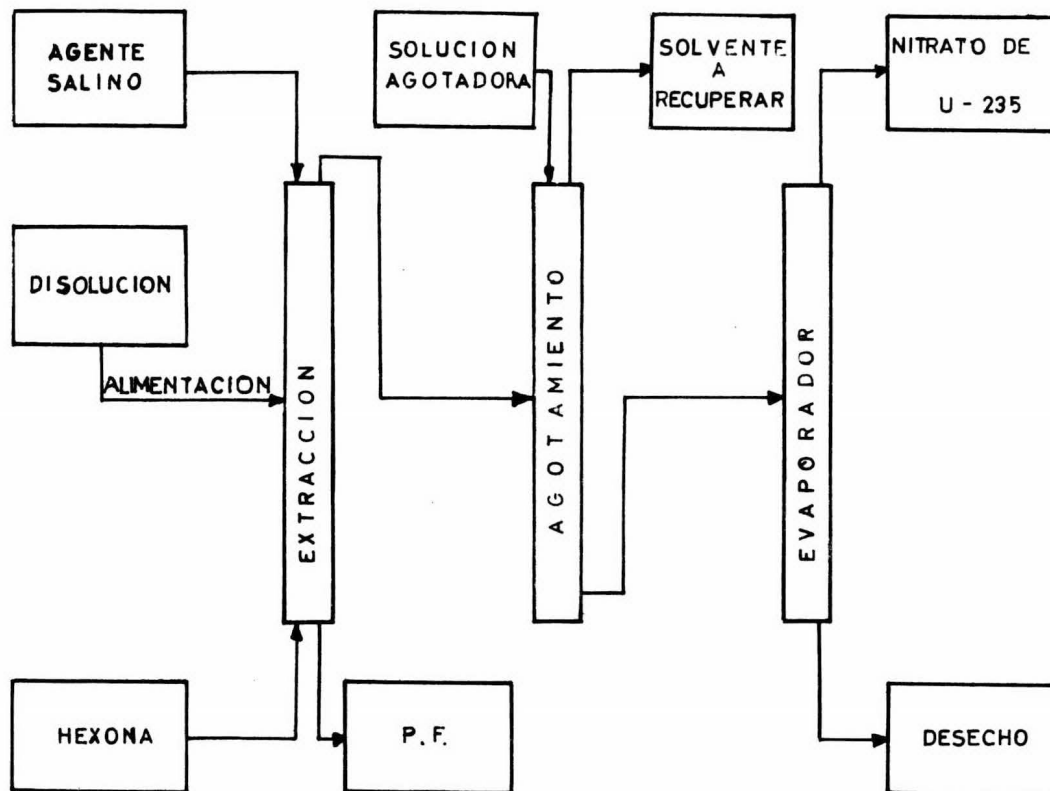 AGENTE
SALINO
SOLUCION
AGOTADORA
SOLVENTE
A
RECUPERAR
NITRATO DE
U - 235
DISOLUCION
ALIMENTACION
EXTRACCION
AGOTAMIENTO
EVAPORADOR
HEXONA
P. F.
DESECHO